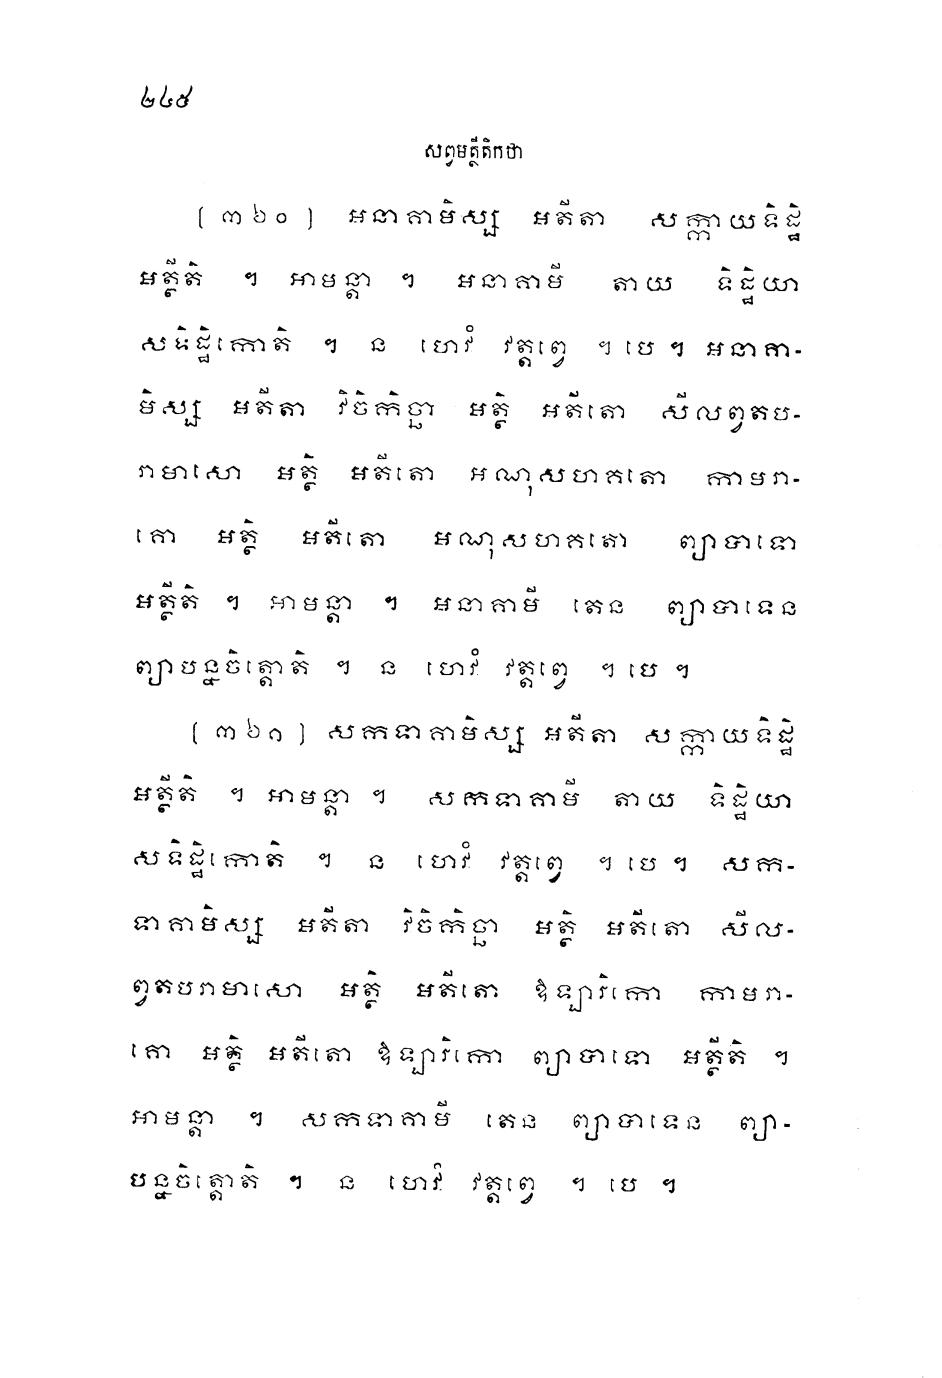 ២៤៥
សព្វមត្ថីតិកថា
[ ៣៦០ ] អនាគាមិស្ស អតីតា សក្កាយទិដ្ឋិ
អត្ថីតិ ។ អាមន្តា ។ អនាគាមី តាយ ទិដ្ឋិយា
សទិដ្ឋិកោតិ ។ ន ហេវំ វត្តព្វេ ។ បេ ។ អនាគា-
មិស្ស អតីតា វិចិកិច្ឆា អត្ថិ អតីតោ សីលព្វតប-
រាមាសោ អត្ថិ អតីតោ អណុសហគតោ កាមរា-
គោ អត្ថិ អតីតោ អណុសហគតោ ព្យាបាទោ
អត្ថីតិ ។ អាមន្តា ។ អនាគាមី តេន ព្យាបាទេន
ព្យាបន្នចិត្តោតិ ។ ន ហេវំ វត្តព្វេ ។ បេ ។
[ ៣៦១ ] សកទាគាមិស្ស អតីតា សក្កាយទិដ្ឋិ
អត្ថីតិ ។ អាមន្តា ។ សកទាគាមី តាយ ទិដ្ឋិយា
សទិដ្ឋិកោតិ ។ ន ហេវំ វត្តព្វេ ។ បេ ។ សក-
ទាគាមិស្ស អតីតា វិចិកិច្ឆា អត្ថិ អតីតោ សីល-
ព្វតបរាមាសោ អត្ថិ អតីតោ ឱឡារិកោ កាមរា-
គោ អត្ថិ អតីតោ ឱឡារិកោ ព្យាបាទោ អត្ថីតិ ។
អាមន្តា ។ សកទាគាមី តេន ព្យាបាទេន ព្យា-
បន្នចិត្តោតិ ។ ន ហេវំ វត្តព្វេ ។ បេ ។